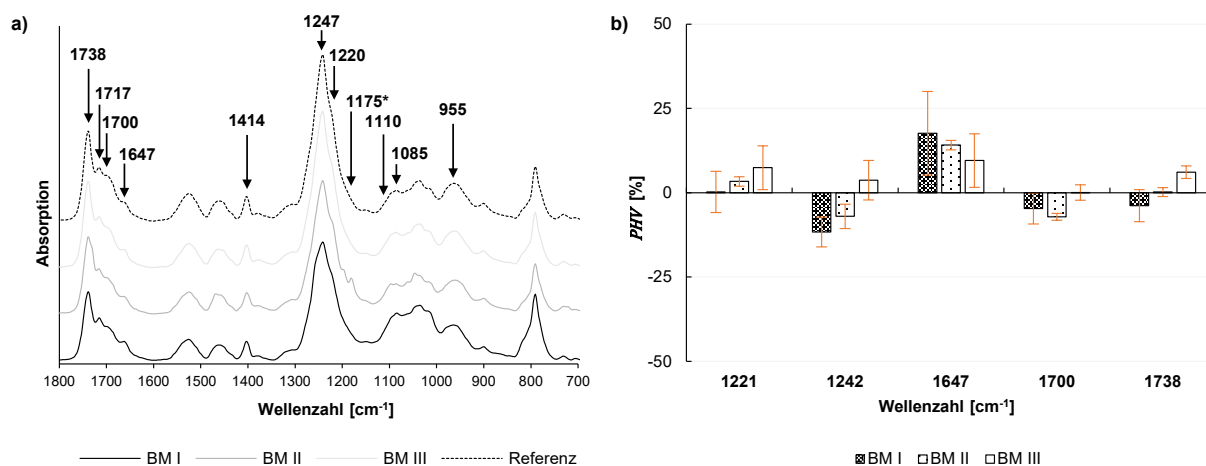 a)
1247
1738
1220
1717
1175*
1700
1110
955
1414
1647
1085
Absorption
1800 1700 1600 1500 1400 1300 1200 1100 1000 900 800 700
Wellenzahl [cm⁻¹]
BM I BM II BM III Referenz
b)
50
25
0
-25
-50
PHV [%]
1221 1242 1647 1700 1738
Wellenzahl [cm⁻¹]
BM I BM II BM III